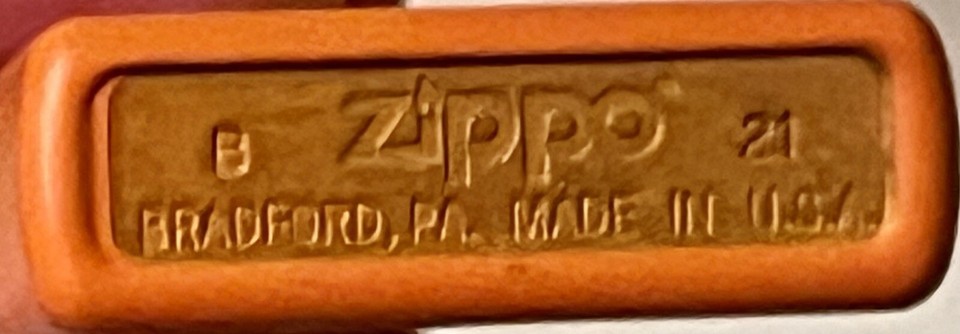 B Zippo 21
BRADFORD, PA. MADE IN U.S.A.